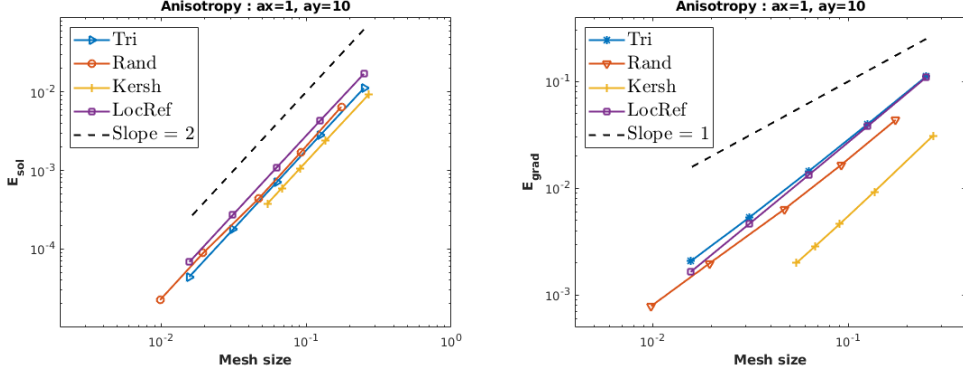 Anisotropy : ax=1, ay=10
Tri
Rand
Kersh
LocRef
Slope = 2
10^-2
10^-3
10^-4
E_sol
10^-2
10^-1
10^0
Mesh size
Anisotropy : ax=1, ay=10
Tri
Rand
Kersh
LocRef
Slope = 1
10^-1
10^-2
10^-3
E_grad
10^-2
10^-1
Mesh size